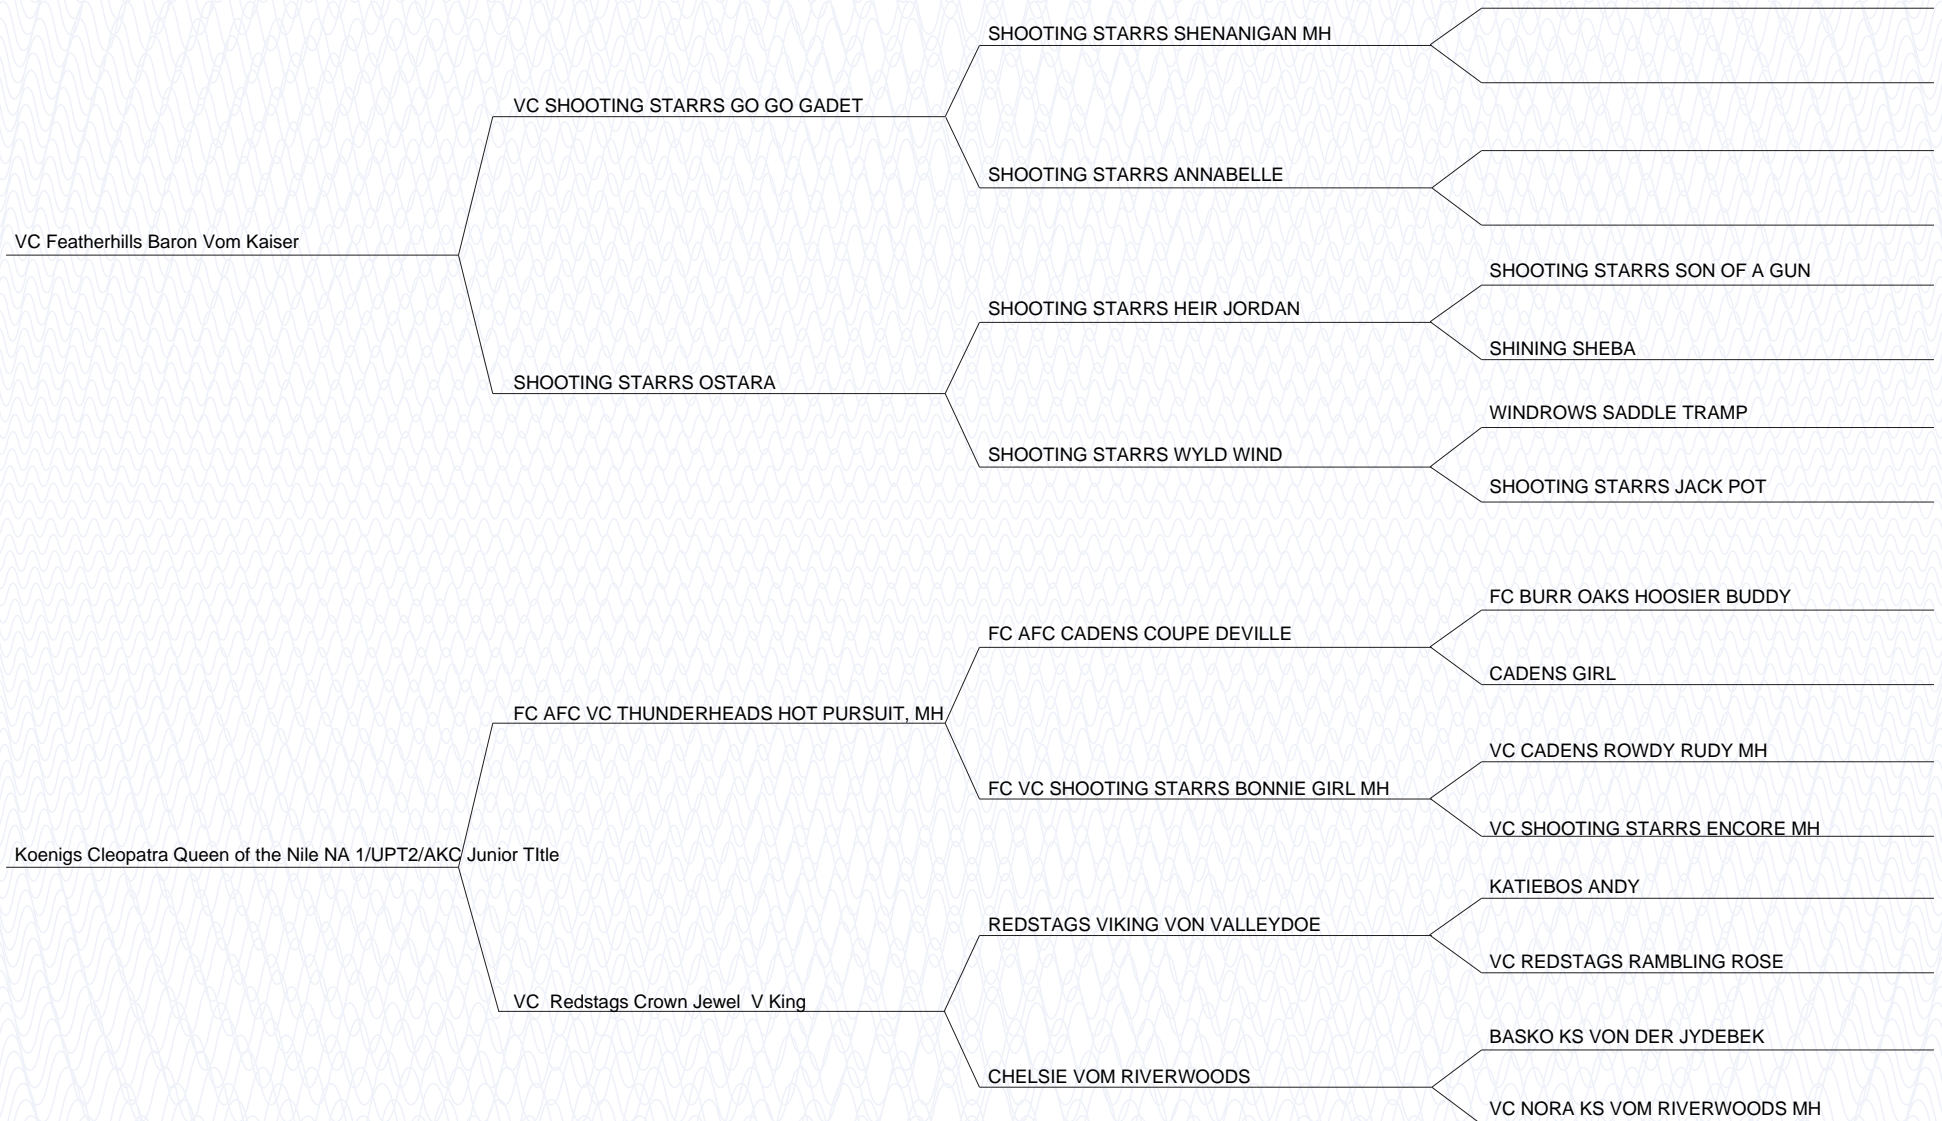 SHOOTING STARRS SHENANIGAN MH
VC SHOOTING STARRS GO GO GADET
SHOOTING STARRS ANNABELLE
VC Featherhills Baron Vom Kaiser
SHOOTING STARRS SON OF A GUN
SHOOTING STARRS HEIR JORDAN
SHINING SHEBA
SHOOTING STARRS OSTARA
WINDROWS SADDLE TRAMP
SHOOTING STARRS WYLD WIND
SHOOTING STARRS JACK POT
FC BURR OAKS HOOSIER BUDDY
FC AFC CADENS COUPE DEVILLE
CADENS GIRL
FC AFC VC THUNDERHEADS HOT PURSUIT, MH
VC CADENS ROWDY RUDY MH
FC VC SHOOTING STARRS BONNIE GIRL MH
VC SHOOTING STARRS ENCORE MH
Koenigs Cleopatra Queen of the Nile NA 1/UPT2/AKC Junior TItle
KATIEBOS ANDY
REDSTAGS VIKING VON VALLEYDOE
VC REDSTAGS RAMBLING ROSE
VC  Redstags Crown Jewel  V King
BASKO KS VON DER JYDEBEK
CHELSIE VOM RIVERWOODS
VC NORA KS VOM RIVERWOODS MH